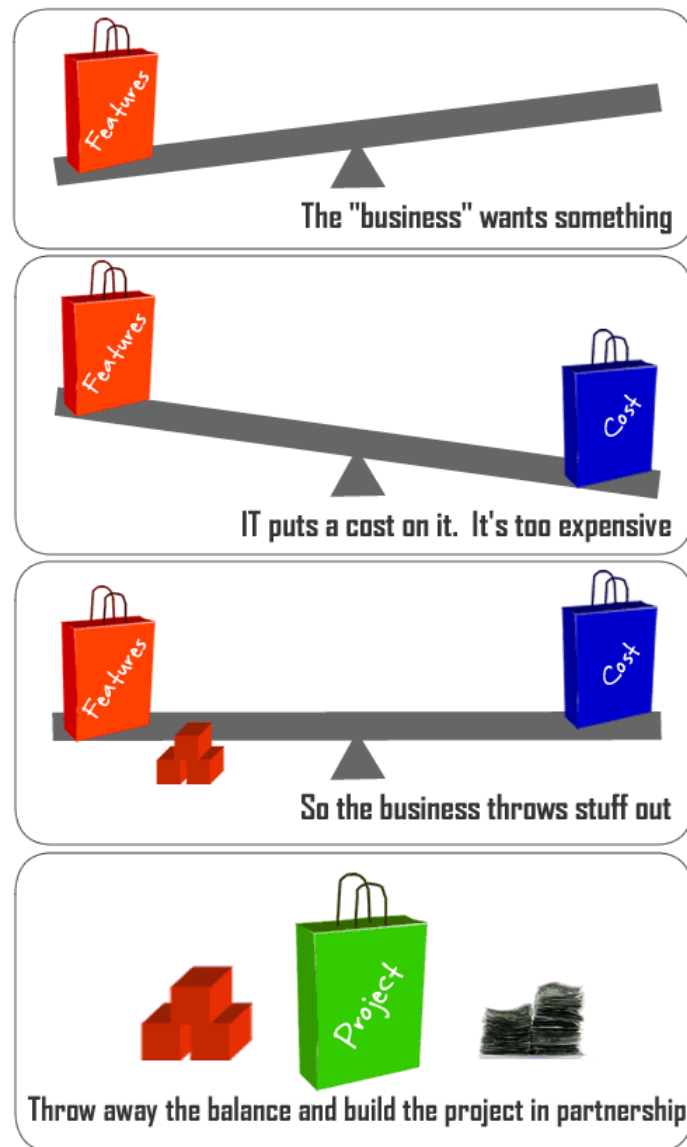 Features
The "business" wants something
Features
Cost
IT puts a cost on it. It's too expensive
Features
Cost
So the business throws stuff out
Project
Throw away the balance and build the project in partnership